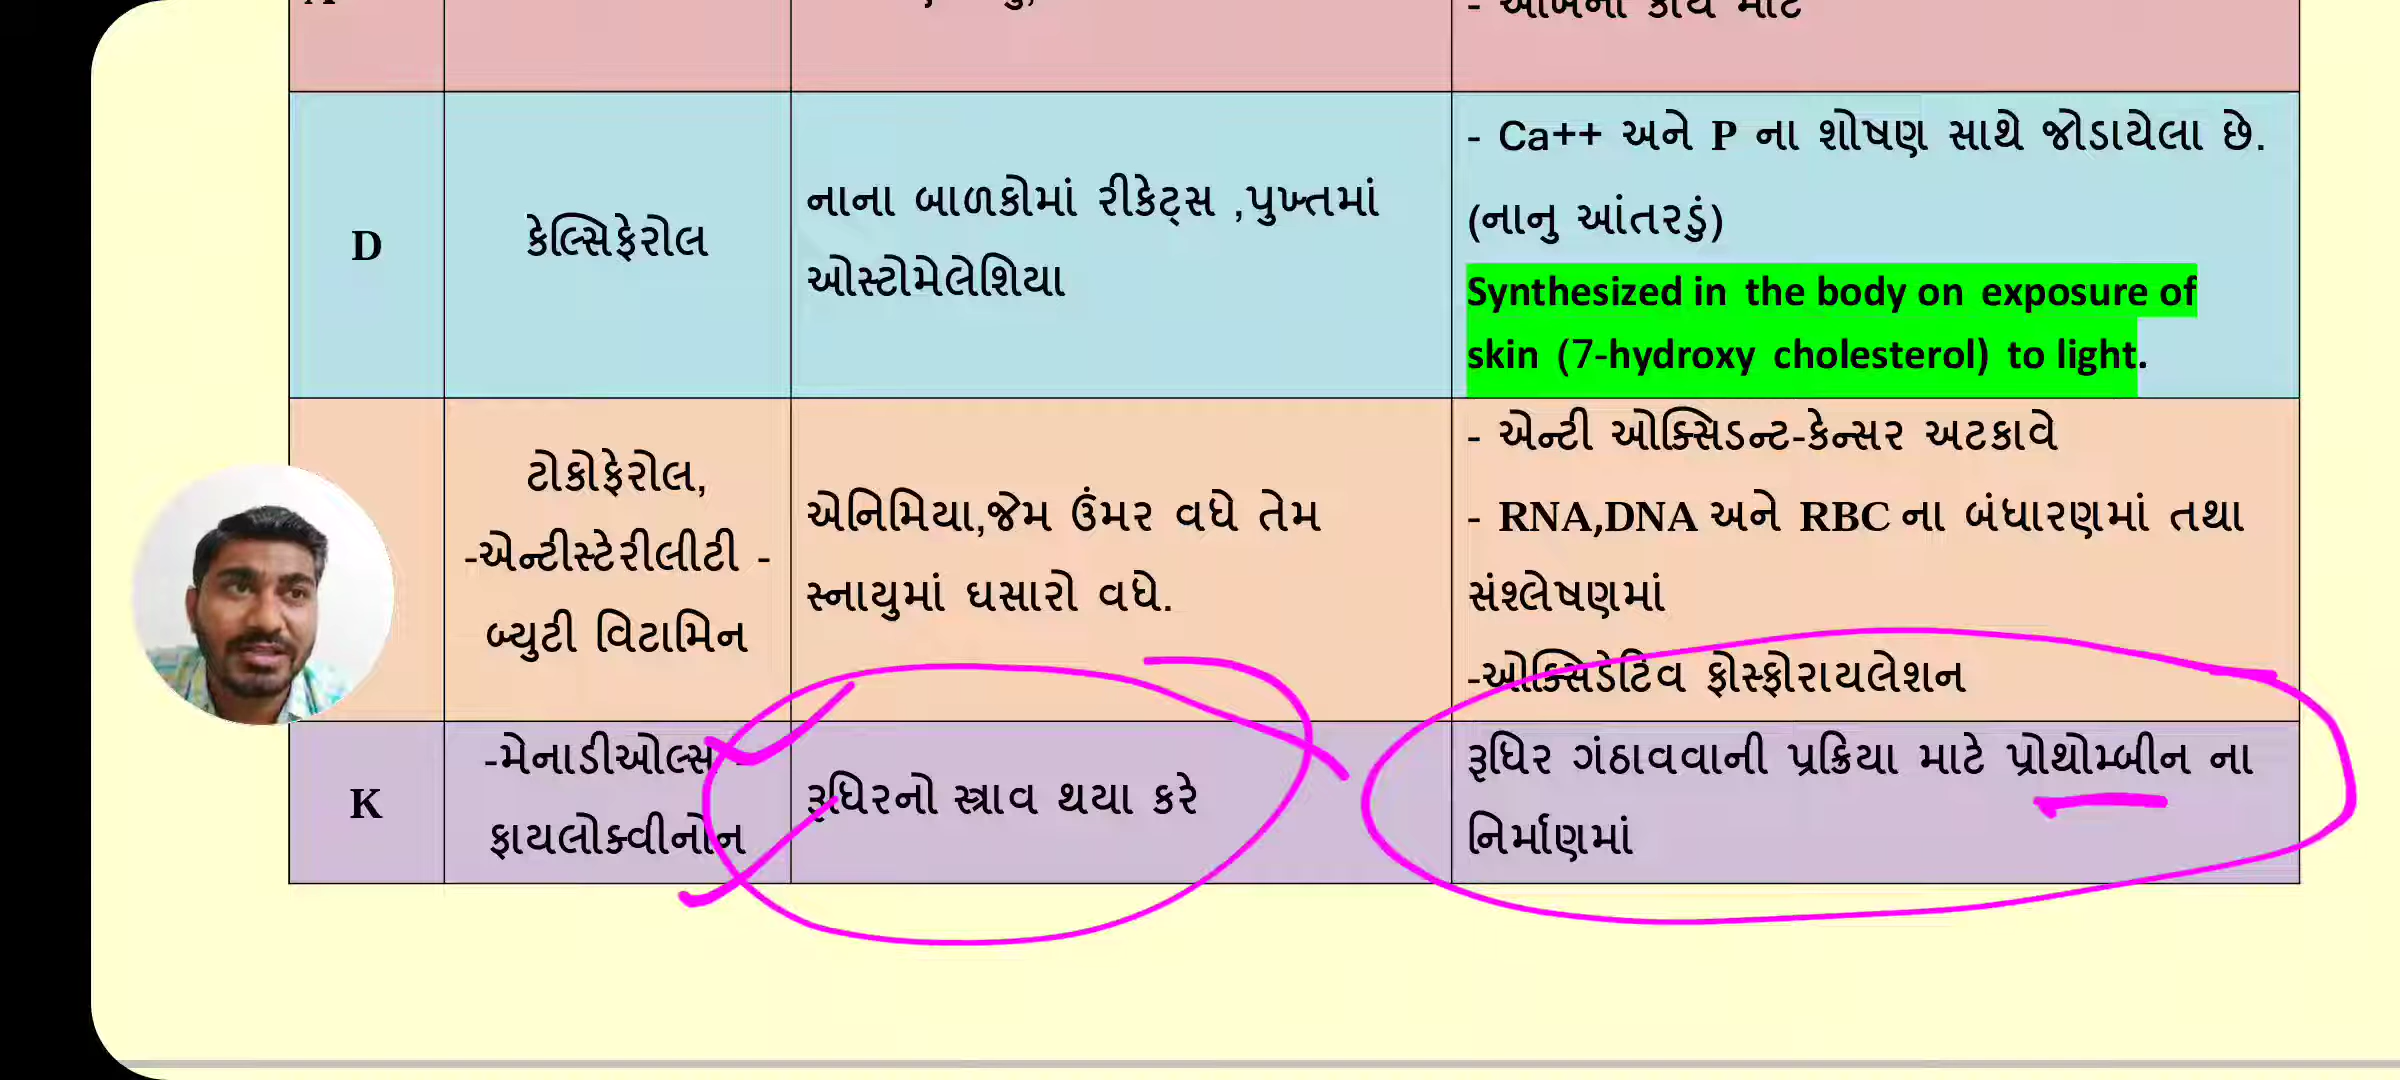 - Ca++ અને P ના શોષણ સાથે જોડાયેલા છે.
(નાનુ આંતરડું)
Synthesized in the body on exposure of
skin (7-hydroxy cholesterol) to light.
નાના બાળકોમાં રીકેટ્સ ,પુખ્તમાં
ઓસ્ટોમેલેશિયા
કેલ્સિફેરોલ
D
ટોકોફેરોલ,
-એન્ટીસ્ટેરીલીટી -
બ્યુટી વિટામિન
એનિમિયા,જેમ ઉંમર વધે તેમ
સ્નાયુમાં ઘસારો વધે.
- એન્ટી ઓક્સિડન્ટ-કેન્સર અટકાવે
- RNA,DNA અને RBC ના બંધારણમાં તથા
સંશ્લેષણમાં
-ઓક્સિડેટિવ ફોસ્ફોરાયલેશન
K
-મેનાડીઓલ્સ -
ફાયલોક્વીનોન
રૂધિરનો સ્ત્રાવ થયા કરે
રૂધિર ગંઠાવવાની પ્રક્રિયા માટે પ્રોથોમ્બીન ના
નિર્માણમાં